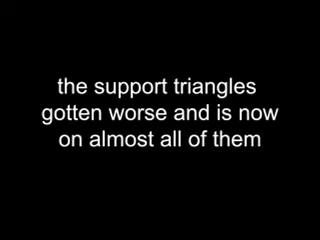 the support triangles
gotten worse and is now
on almost all of them